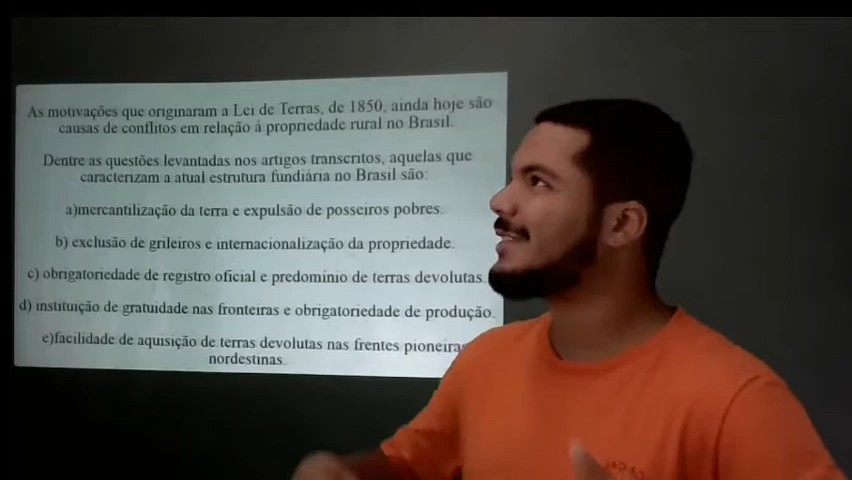 As motivações que originaram a Lei de Terras, de 1850, ainda hoje são
causas de conflitos em relação à propriedade rural no Brasil.
Dentre as questões levantadas nos artigos transcritos, aquelas que
caracterizam a atual estrutura fundiária no Brasil são:
a)mercantilização da terra e expulsão de posseiros pobres.
b) exclusão de grileiros e internacionalização da propriedade.
c) obrigatoriedade de registro oficial e predomínio de terras devolutas.
d) instituição de gratuidade nas fronteiras e obrigatoriedade de produção.
e)facilidade de aquisição de terras devolutas nas frentes pioneiras
nordestinas.